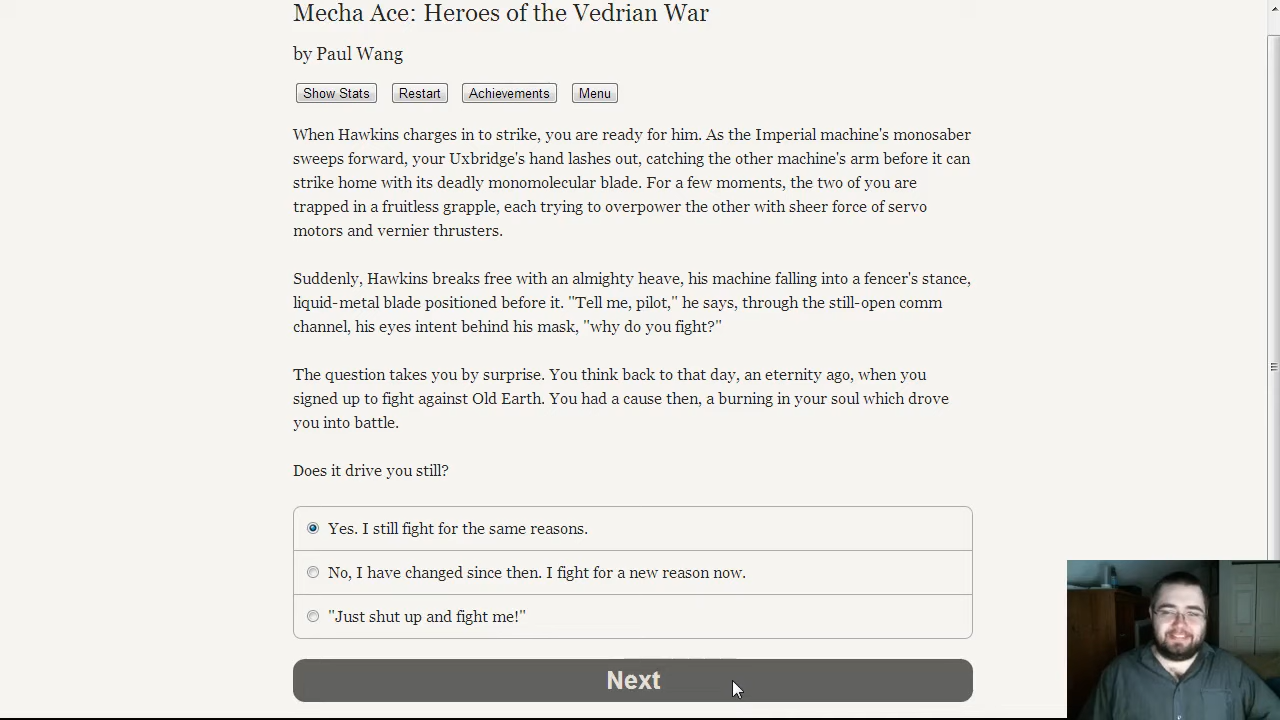 Mecha Ace: Heroes of the Vedrian War
by Paul Wang
Show Stats Restart Achievements Menu
When Hawkins charges in to strike, you are ready for him. As the Imperial machine's monosaber
sweeps forward, your Uxbridge's hand lashes out, catching the other machine's arm before it can
strike home with its deadly monomolecular blade. For a few moments, the two of you are
trapped in a fruitless grapple, each trying to overpower the other with sheer force of servo
motors and vernier thrusters.
Suddenly, Hawkins breaks free with an almighty heave, his machine falling into a fencer's stance,
liquid-metal blade positioned before it. "Tell me, pilot," he says, through the still-open comm
channel, his eyes intent behind his mask, "why do you fight?"
The question takes you by surprise. You think back to that day, an eternity ago, when you
signed up to fight against Old Earth. You had a cause then, a burning in your soul which drove
you into battle.
Does it drive you still?
Yes. I still fight for the same reasons.
No, I have changed since then. I fight for a new reason now.
"Just shut up and fight me!"
Next